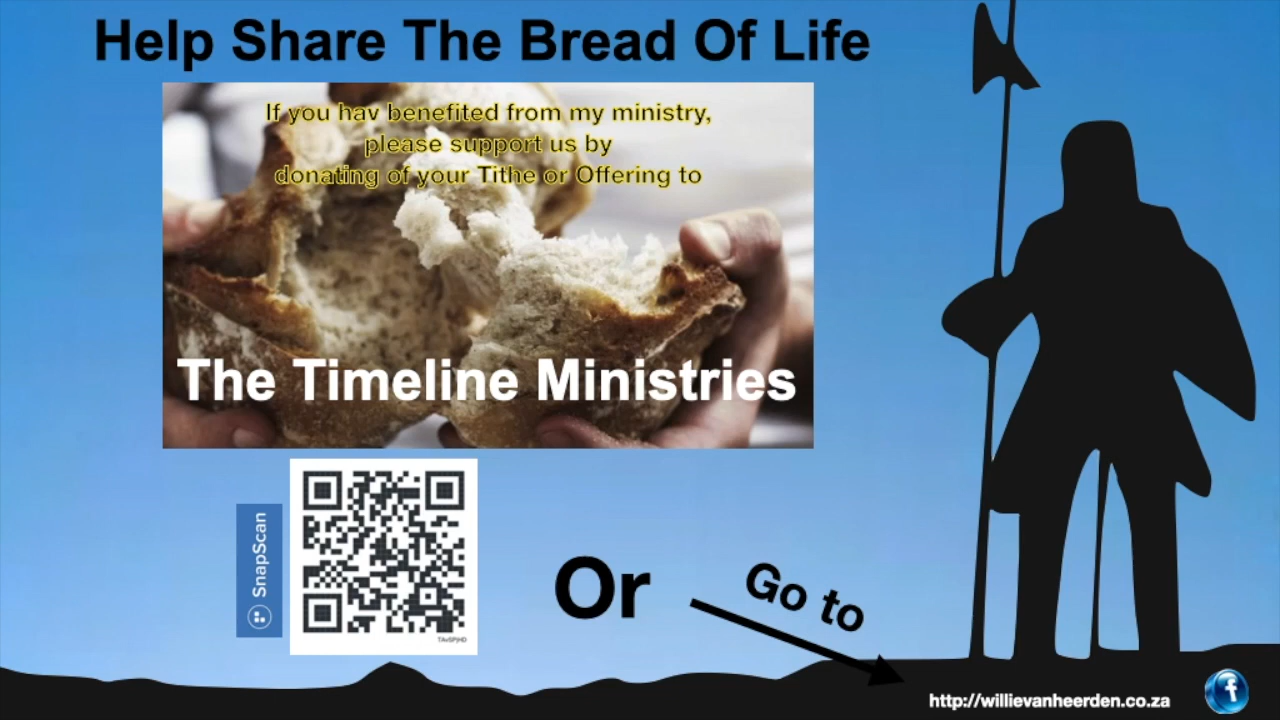 Help Share The Bread Of Life
If you hav benefited from my ministry,
please support us by
donating of your Tithe or Offering to
The Timeline Ministries
SnapScan
Or
Go to
http://willievanheerden.co.za
f